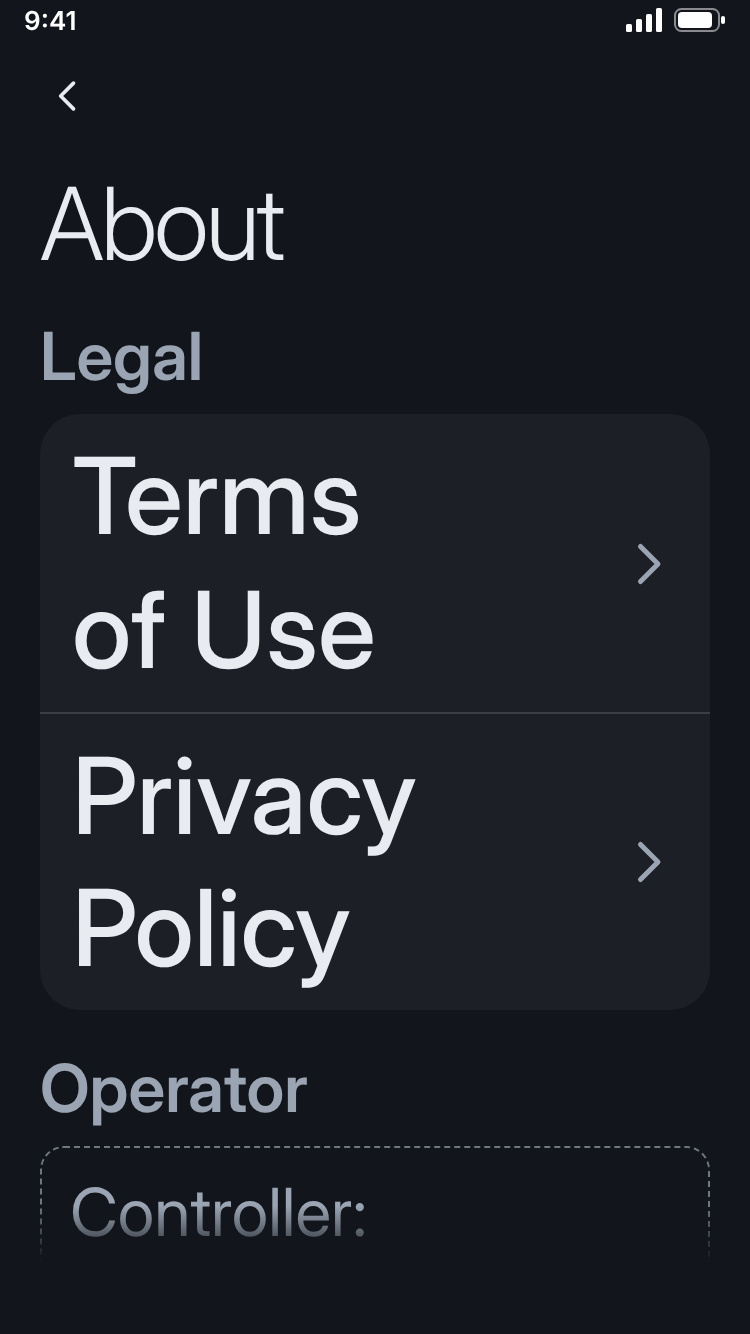 9:41
About
Legal
Terms
of Use
Privacy
Policy
Operator
Controller: